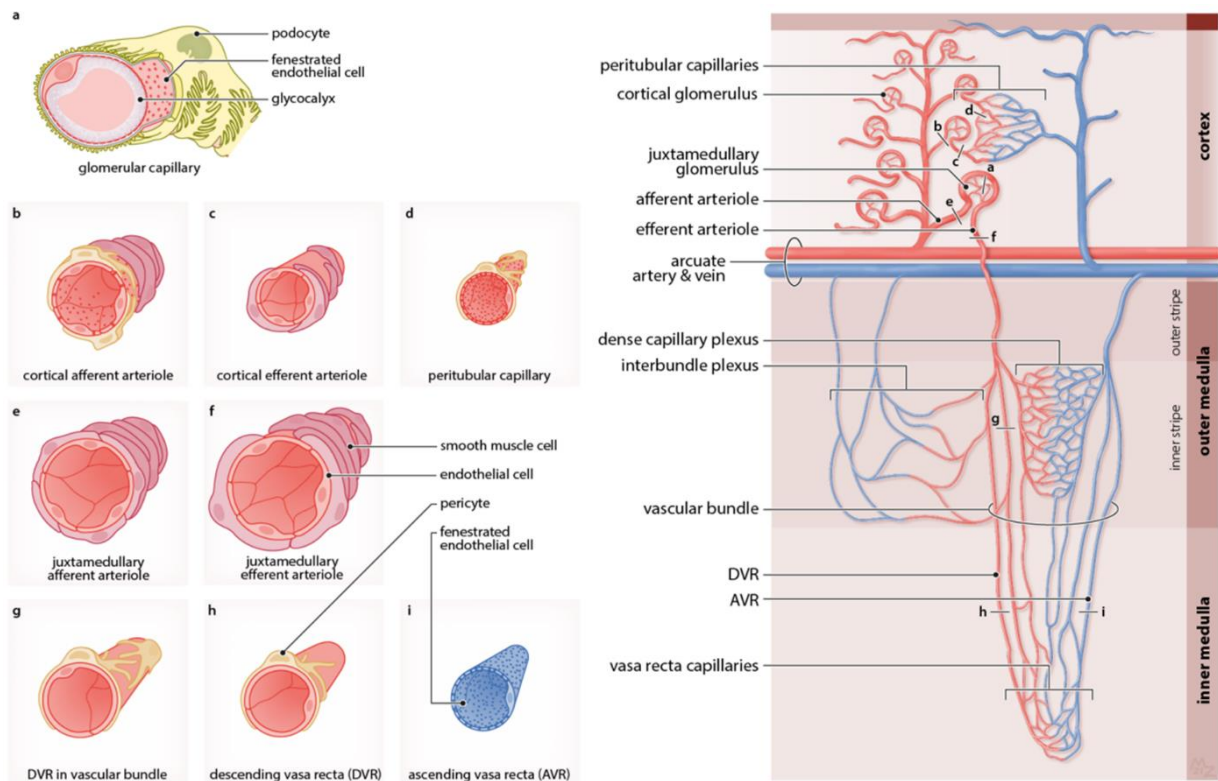 a
podocyte
fenestrated
endothelial cell
glycocalyx
glomerular capillary
b
cortical afferent arteriole
c
cortical efferent arteriole
d
peritubular capillary
e
juxtamedullary
afferent arteriole
f
juxtamedullary
efferent arteriole
smooth muscle cell
endothelial cell
pericyte
fenestrated
endothelial cell
g
DVR in vascular bundle
h
descending vasa recta (DVR)
i
ascending vasa recta (AVR)
peritubular capillaries
cortical glomerulus
juxtamedullary
glomerulus
afferent arteriole
efferent arteriole
arcuate
artery & vein
d
b
c
a
e
f
cortex
dense capillary plexus
interbundle plexus
g
vascular bundle
outer stripe
inner stripe
outer medulla
DVR
AVR
h
i
vasa recta capillaries
inner medulla